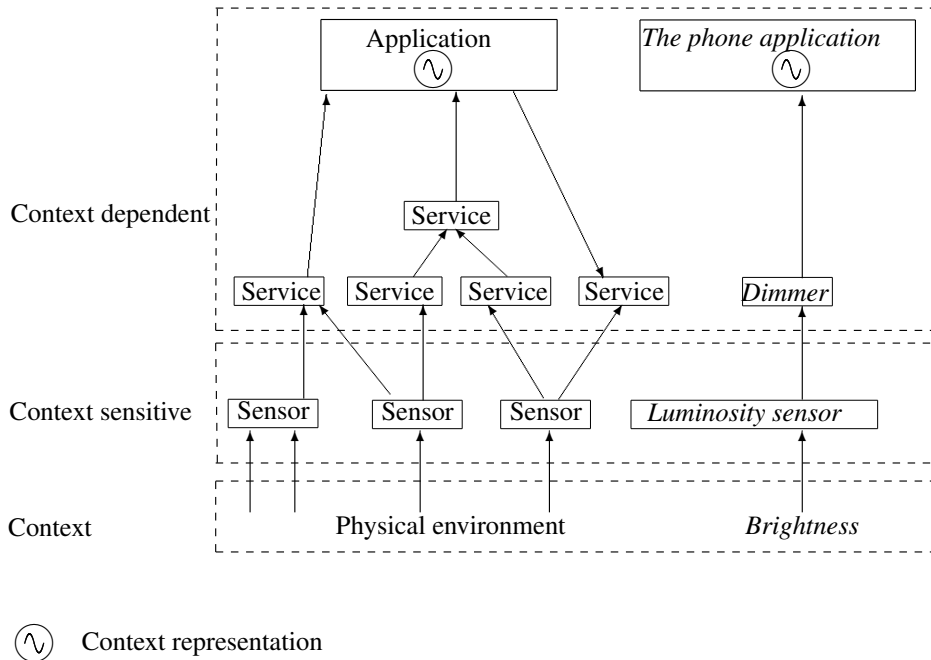 Application
The phone application
Context dependent
Service
Service
Service
Service
Service
Dimmer
Context sensitive
Sensor
Sensor
Sensor
Luminosity sensor
Context
Physical environment
Brightness
Context representation